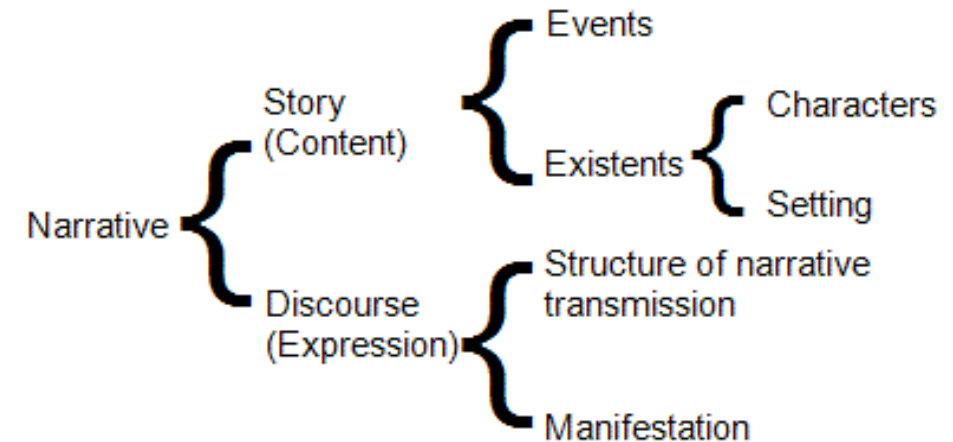 Events
Story
(Content)
Characters
Existents
Setting
Narrative
Structure of narrative
transmission
Discourse
(Expression)
Manifestation